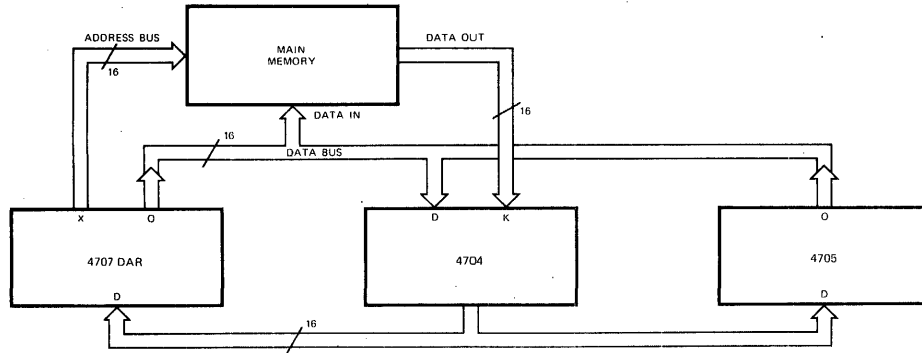 ADDRESS BUS
16
MAIN
MEMORY
DATA OUT
16
DATA IN
16
DATA BUS
X
O
4707 DAR
D
D
K
4704
O
4705
D
16